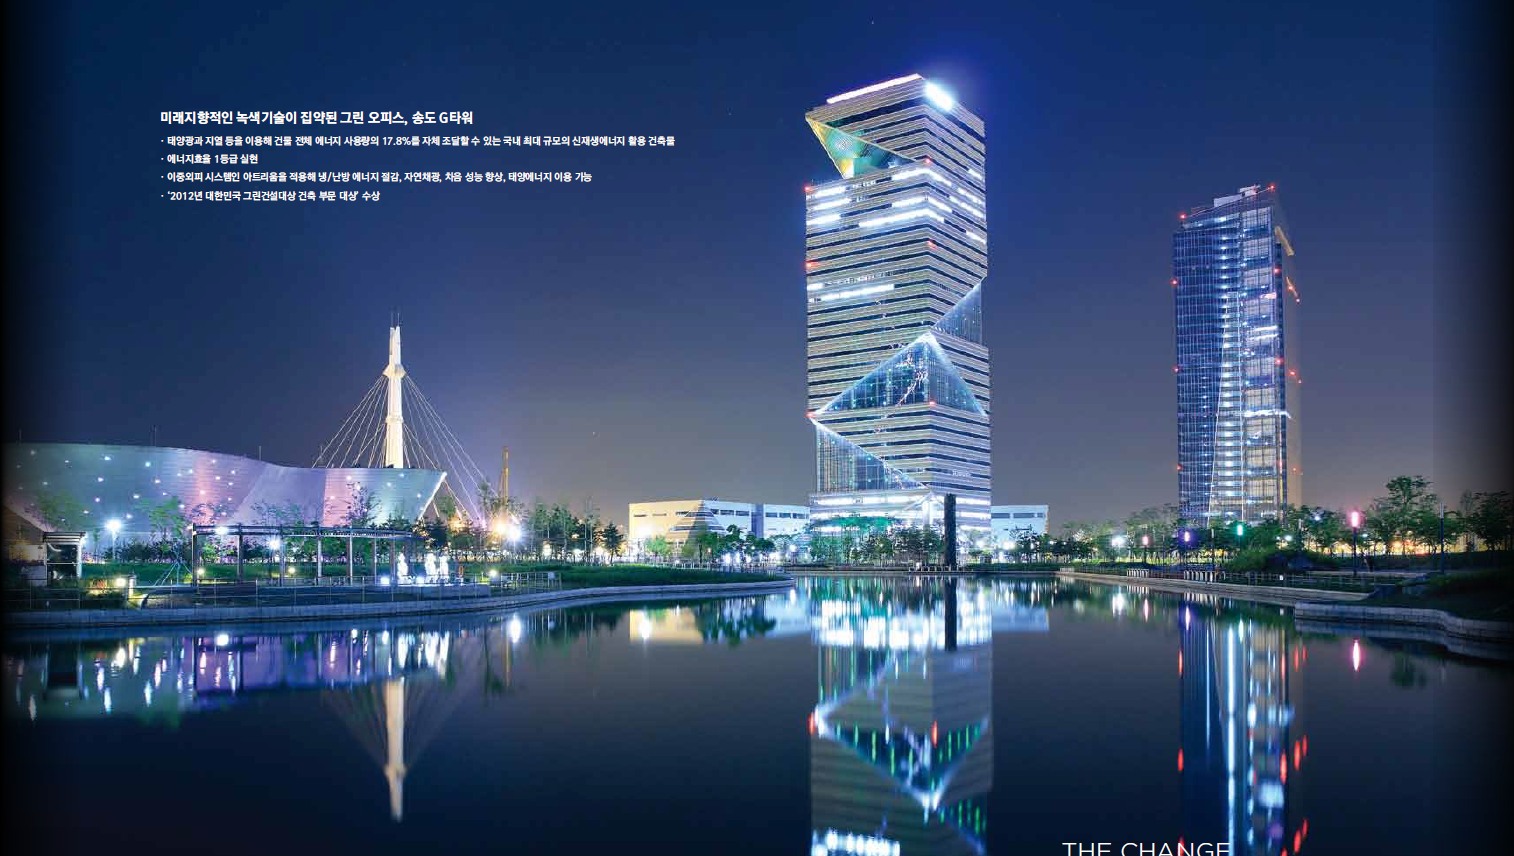 미래지향적인 녹색기술이 집약된 그린 오피스, 송도 G타워
· 태양광과 지열 등을 이용해 건물 전체 에너지 사용량의 17.8%를 자체 조달할 수 있는 국내 최대 규모의 신재생에너지 활용 건축물
· 에너지효율 1등급 실현
· 이중외피 시스템인 아트리움을 적용해 냉/난방 에너지 절감, 자연채광, 차음 성능 향상, 태양에너지 이용 가능
· ‘2012년 대한민국 그린건설대상 건축 부문 대상’ 수상
THE CHANGE